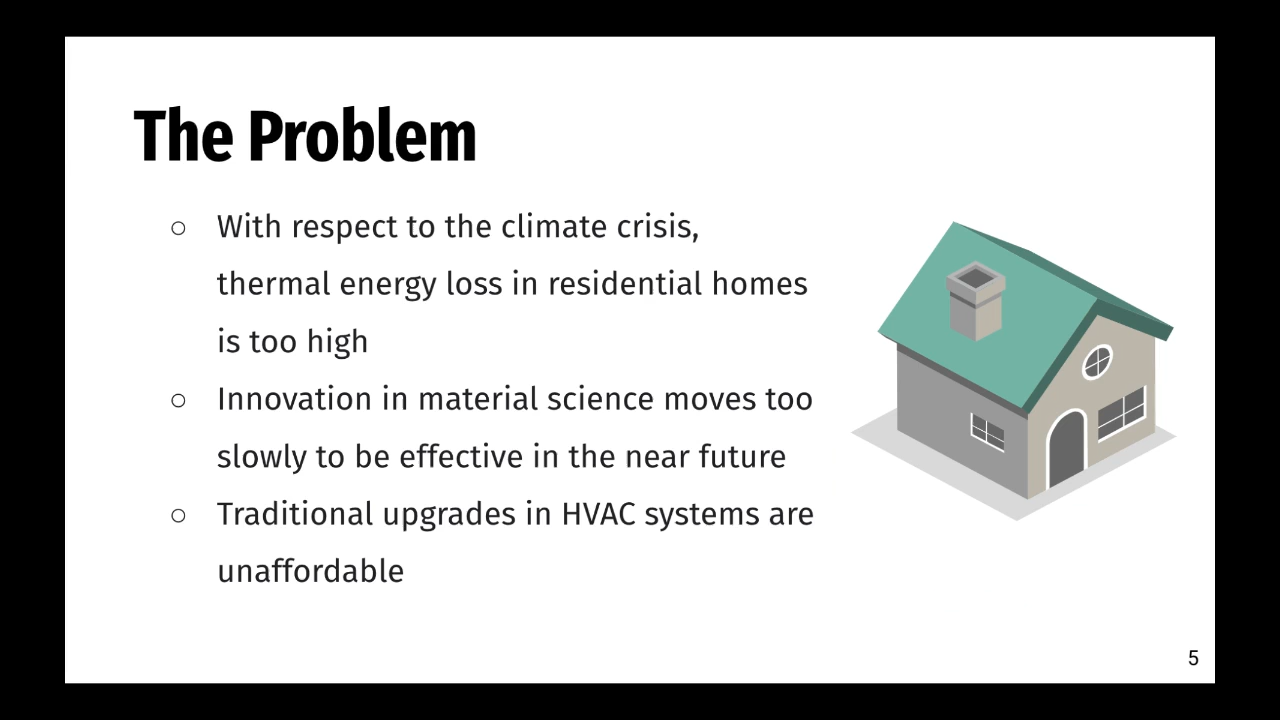 The Problem
○ With respect to the climate crisis,
thermal energy loss in residential homes
is too high
○ Innovation in material science moves too
slowly to be effective in the near future
○ Traditional upgrades in HVAC systems are
unaffordable
5